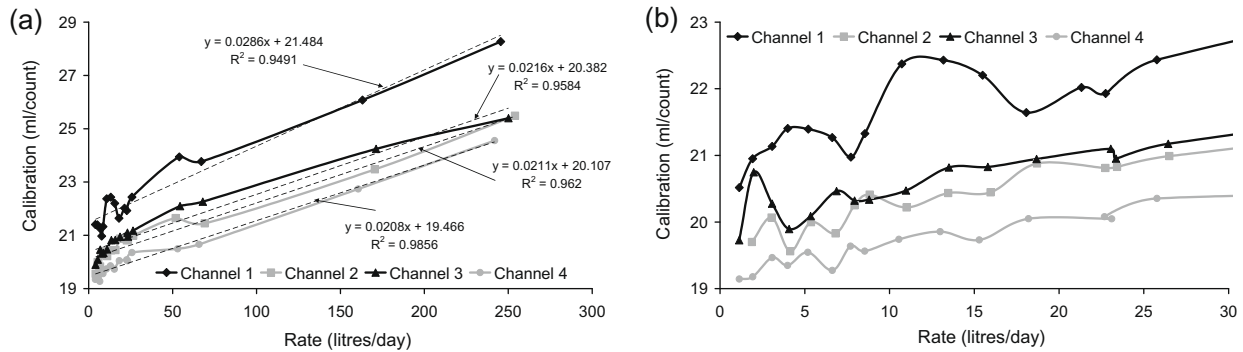 (a)
29
27
25
23
21
19
Calibration (ml/count)
y = 0.0286x + 21.484
R² = 0.9491
y = 0.0216x + 20.382
R² = 0.9584
y = 0.0211x + 20.107
R² = 0.962
y = 0.0208x + 19.466
R² = 0.9856
Channel 1 Channel 2 Channel 3 Channel 4
0 50 100 150 200 250 300
Rate (litres/day)
(b)
23
22
21
20
19
Calibration (ml/count)
Channel 1 Channel 2 Channel 3 Channel 4
0 5 10 15 20 25 30
Rate (litres/day)